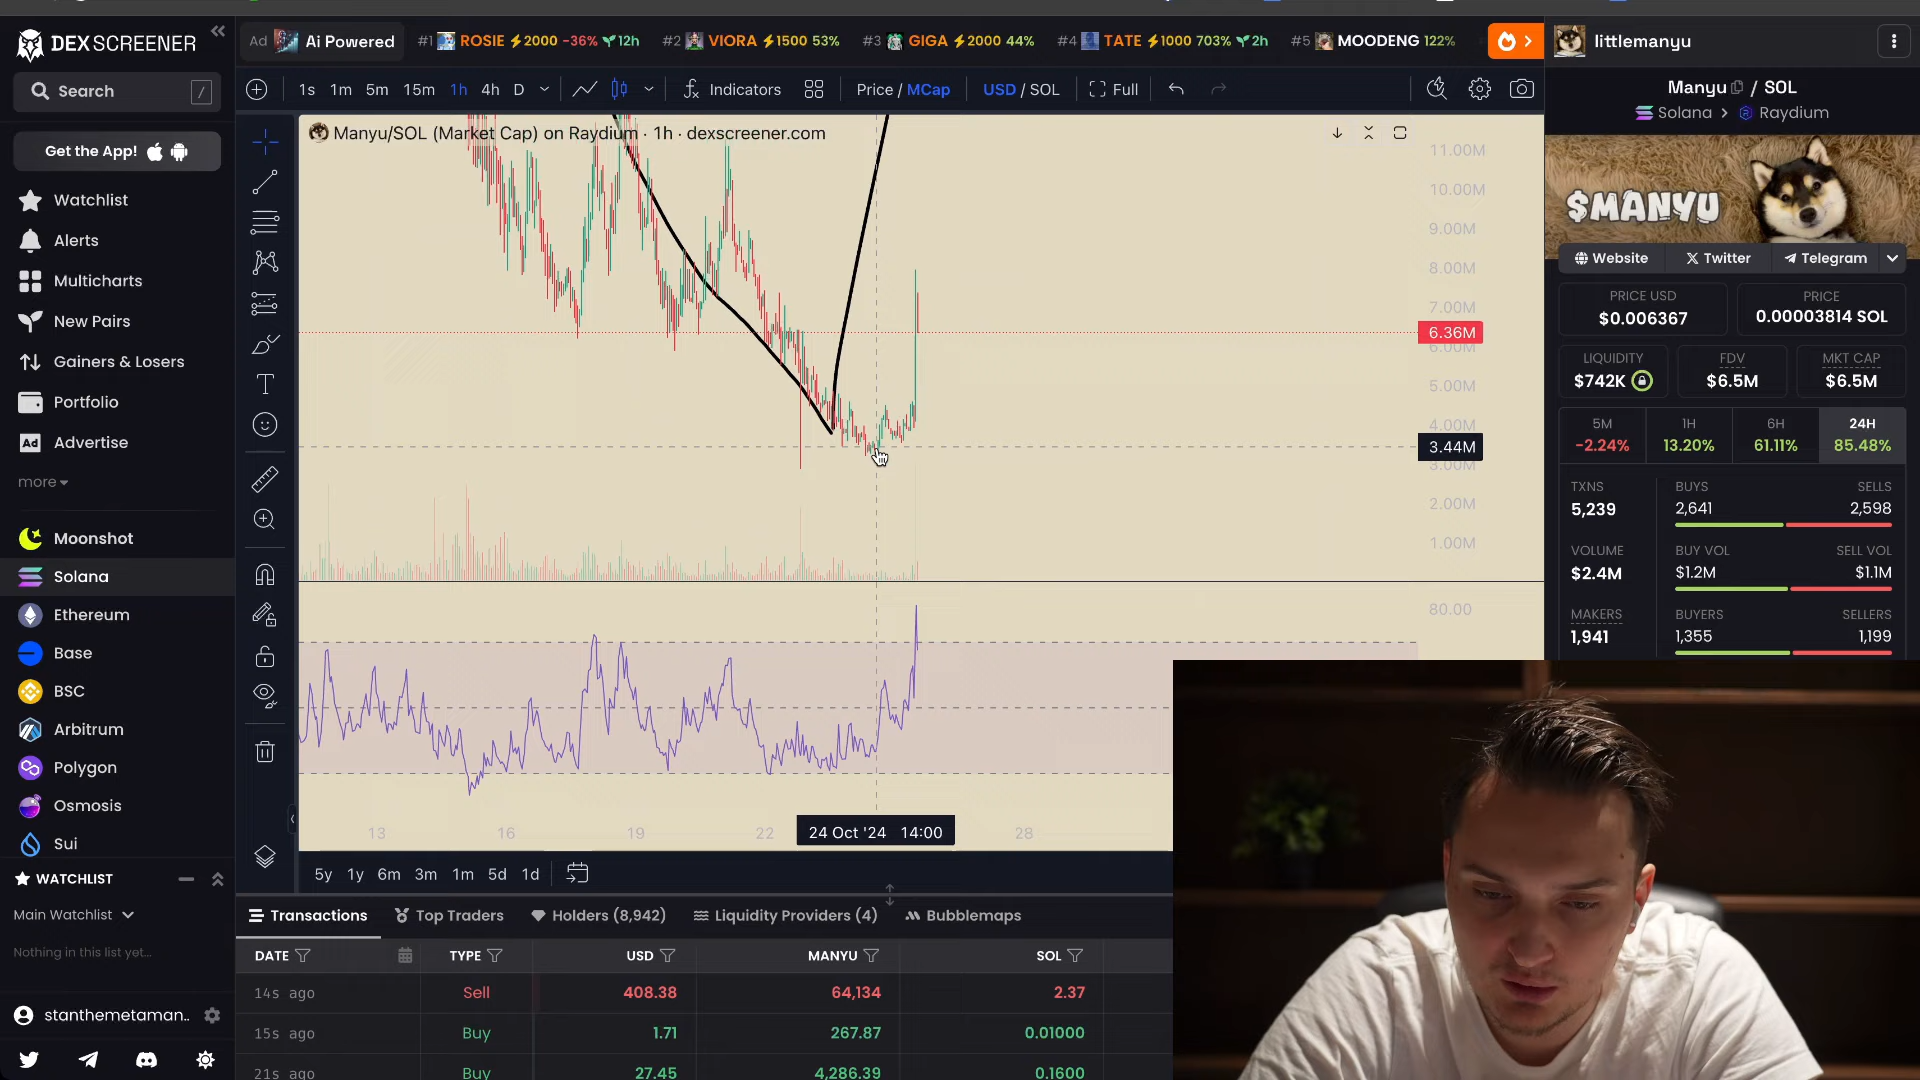 DEX SCREENER
Search /
Get the App!
Watchlist
Alerts
Multicharts
New Pairs
Gainers & Losers
Portfolio
Ad Advertise
more
Moonshot
Solana
Ethereum
Base
BSC
Arbitrum
Polygon
Osmosis
Sui
WATCHLIST
Main Watchlist
Nothing in this list yet...
stanthemetaman..
Ad Ai Powered #1 ROSIE 2000 -36% 12h #2 VIORA 1500 53% #3 GIGA 2000 44% #4 TATE 1000 703% 2h #5 MOODENG 122%
1s 1m 5m 15m 1h 4h D Indicators Price / MCap USD / SOL Full
Manyu/SOL (Market Cap) on Raydium · 1h · dexscreener.com
11.00M
10.00M
9.00M
8.00M
7.00M
6.36M
6.00M
5.00M
4.00M
3.44M
3.00M
2.00M
1.00M
80.00
13 16 19 22 24 Oct '24 14:00 28
5y 1y 6m 3m 1m 5d 1d
Transactions Top Traders Holders (8,942) Liquidity Providers (4) Bubblemaps
DATE TYPE USD MANYU SOL
14s ago Sell 408.38 64,134 2.37
15s ago Buy 1.71 267.87 0.01000
21s ago Buy 27.45 4,286.39 0.1600
littlemanyu
Manyu / SOL
Solana > Raydium
$MANYU
Website Twitter Telegram
PRICE USD PRICE
$0.006367 0.00003814 SOL
LIQUIDITY FDV MKT CAP
$742K $6.5M $6.5M
5M 1H 6H 24H
-2.24% 13.20% 61.11% 85.48%
TXNS BUYS SELLS
5,239 2,641 2,598
VOLUME BUY VOL SELL VOL
$2.4M $1.2M $1.1M
MAKERS BUYERS SELLERS
1,941 1,355 1,199